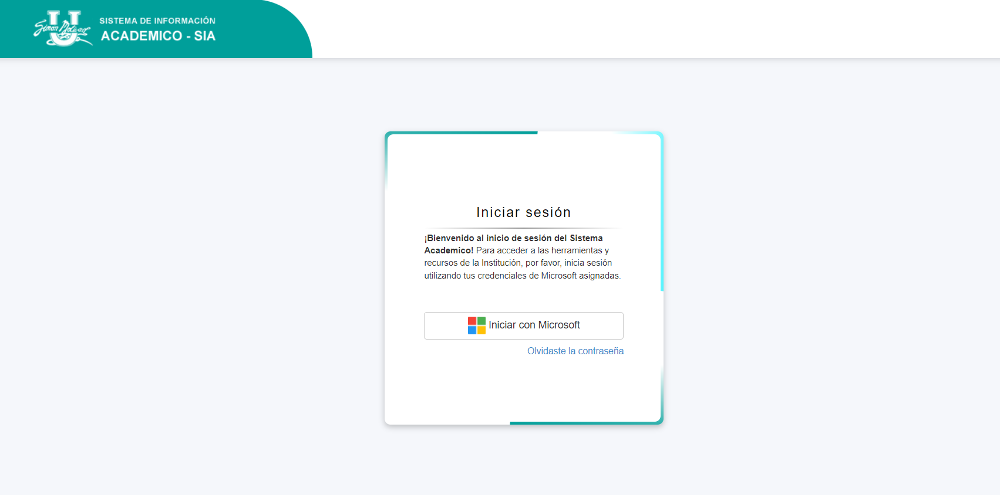 Simon Bolivar
U
SISTEMA DE INFORMACIÓN
ACADEMICO - SIA
Iniciar sesión
¡Bienvenido al inicio de sesión del Sistema
Academico! Para acceder a las herramientas y
recursos de la Institución, por favor, inicia sesión
utilizando tus credenciales de Microsoft asignadas.
Iniciar con Microsoft
Olvidaste la contraseña